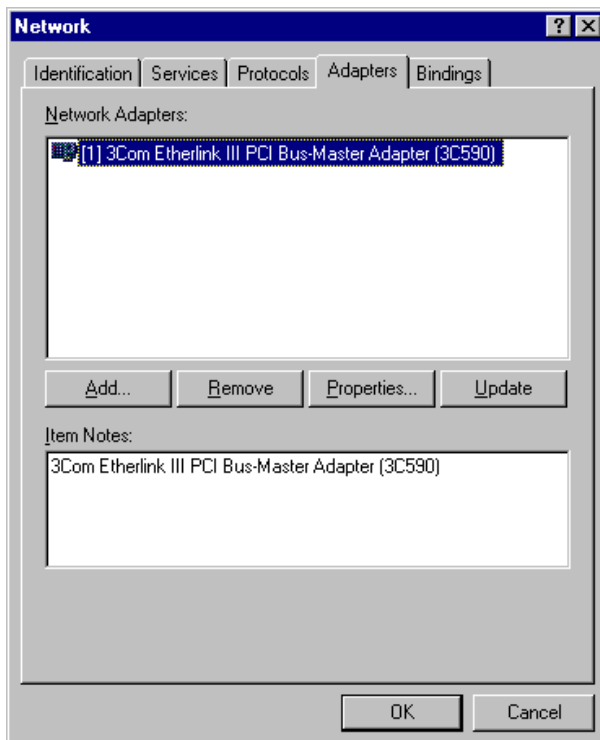 Network
Identification Services Protocols Adapters Bindings
Network Adapters:
[1] 3Com Etherlink III PCI Bus-Master Adapter (3C590)
Add... Remove Properties... Update
Item Notes:
3Com Etherlink III PCI Bus-Master Adapter (3C590)
OK Cancel